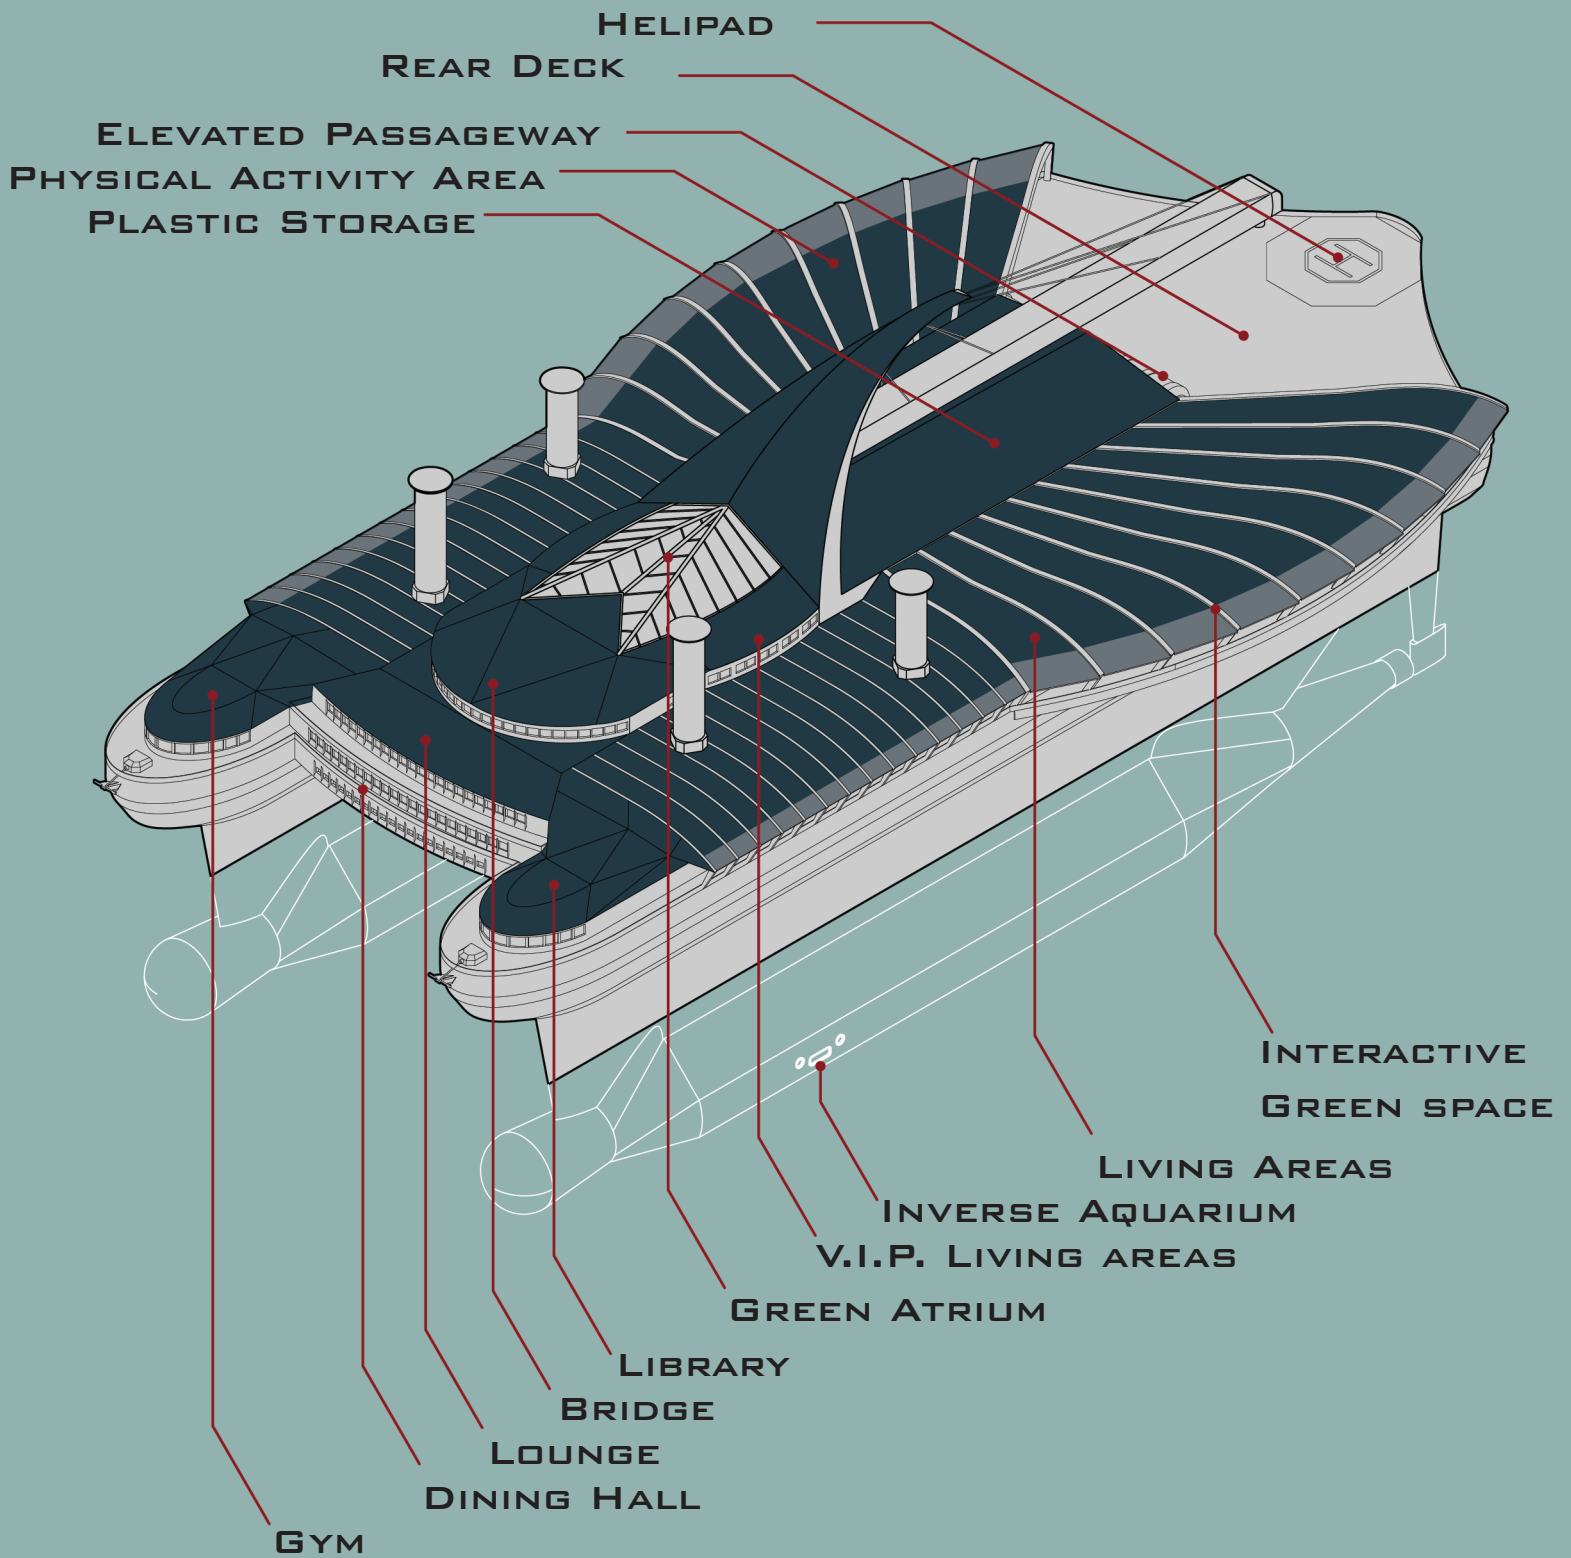 HELIPAD
REAR DECK
ELEVATED PASSAGEWAY
PHYSICAL ACTIVITY AREA
PLASTIC STORAGE
H
INTERACTIVE
GREEN SPACE
LIVING AREAS
INVERSE AQUARIUM
V.I.P. LIVING AREAS
GREEN ATRIUM
LIBRARY
BRIDGE
LOUNGE
DINING HALL
GYM